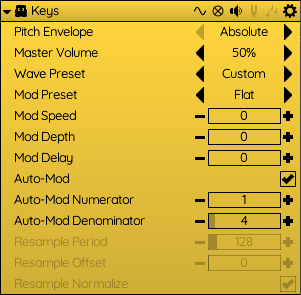 Keys
Pitch Envelope Absolute
Master Volume 50%
Wave Preset Custom
Mod Preset Flat
Mod Speed 0
Mod Depth 0
Mod Delay 0
Auto-Mod
Auto-Mod Numerator 1
Auto-Mod Denominator 4
Resample Period 128
Resample Offset 0
Resample Normalize